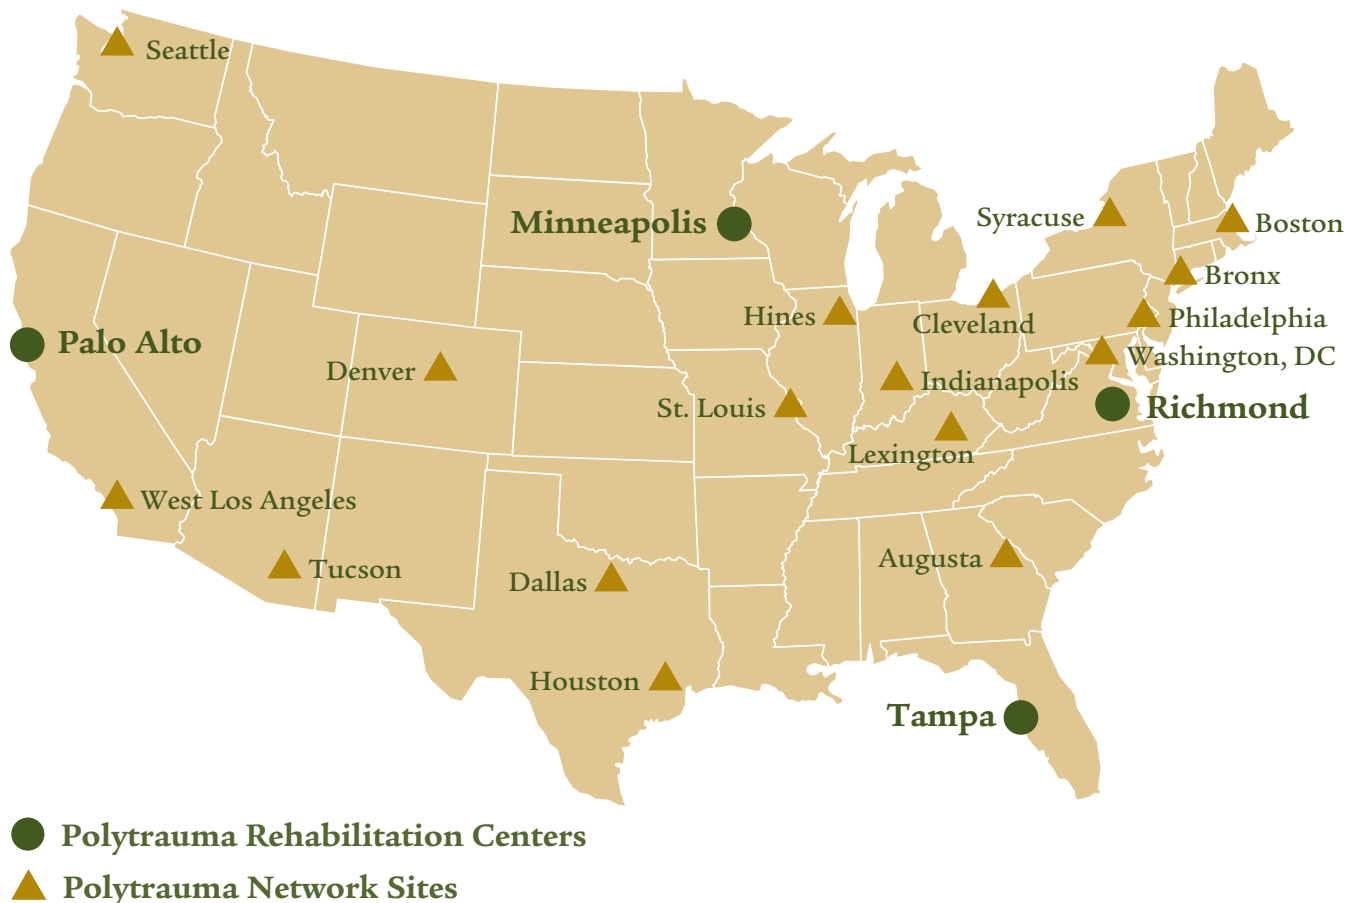 Seattle
Syracuse
Boston
Minneapolis
Bronx
Hines
Cleveland
Philadelphia
Palo Alto
Washington, DC
Denver
Indianapolis
St. Louis
Richmond
Lexington
West Los Angeles
Augusta
Tucson
Dallas
Houston
Tampa
Polytrauma Rehabilitation Centers
Polytrauma Network Sites